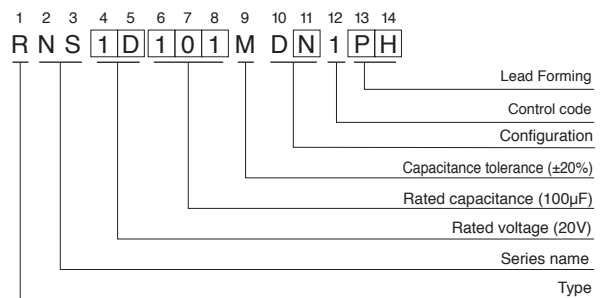 1 2 3 4 5 6 7 8 9 10 11 12 13 14
R N S 1 D 1 0 1 M D N 1 P H
Lead Forming
Control code
Configuration
Capacitance tolerance (±20%)
Rated capacitance (100µF)
Rated voltage (20V)
Series name
Type